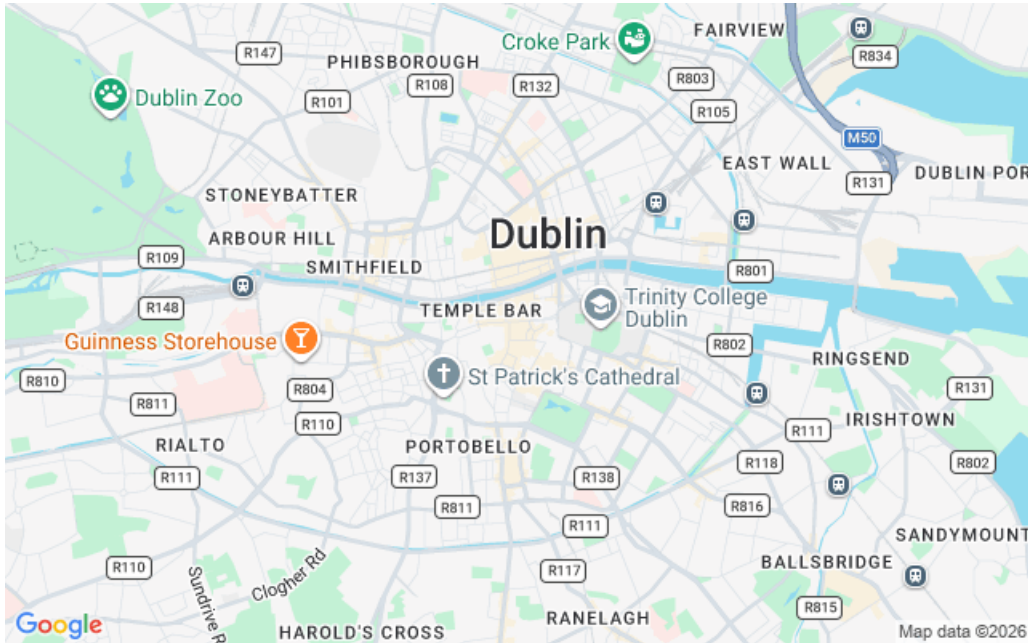 FAIRVIEW
Croke Park
R147
PHIBSBOROUGH
R834
R803
R108
R132
Dublin Zoo
R101
R105
M50
EAST WALL
DUBLIN POR
R131
STONEYBATTER
Dublin
ARBOUR HILL
R109
SMITHFIELD
R801
R148
TEMPLE BAR
Trinity College
Dublin
Guinness Storehouse
R802
RINGSEND
R810
St Patrick's Cathedral
R131
R804
R811
R110
IRISHTOWN
R111
RIALTO
PORTOBELLO
R118
R802
R111
R137
R138
R811
R816
R111
SANDYMOUNT
BALLSBRIDGE
R110
R117
Clogher Rd
Sundrive R
R815
RANELAGH
Google
HAROLD'S CROSS
Map data ©2026